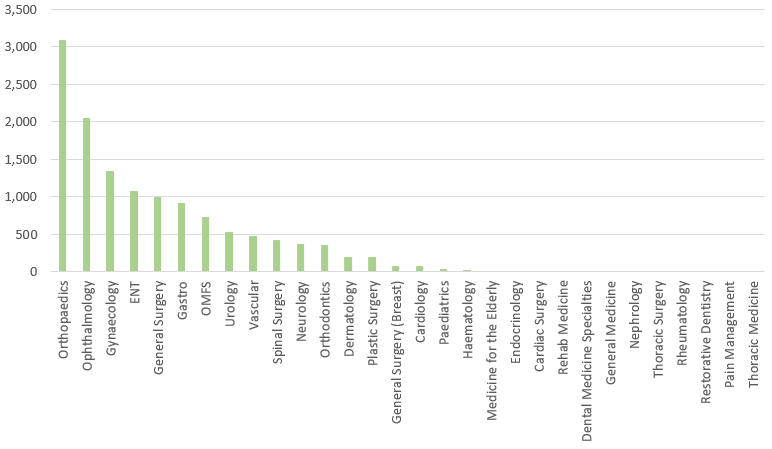 3,500
3,000
2,500
2,000
1,500
1,000
500
0
Orthopaedics
Ophthalmology
Gynaecology
ENT
General Surgery
Gastro
OMFS
Urology
Vascular
Spinal Surgery
Neurology
Orthodontics
Dermatology
Plastic Surgery
General Surgery (Breast)
Cardiology
Paediatrics
Haematology
Medicine for the Elderly
Endocrinology
Cardiac Surgery
Rehab Medicine
Dental Medicine Specialties
General Medicine
Nephrology
Thoracic Surgery
Rheumatology
Restorative Dentistry
Pain Management
Thoracic Medicine